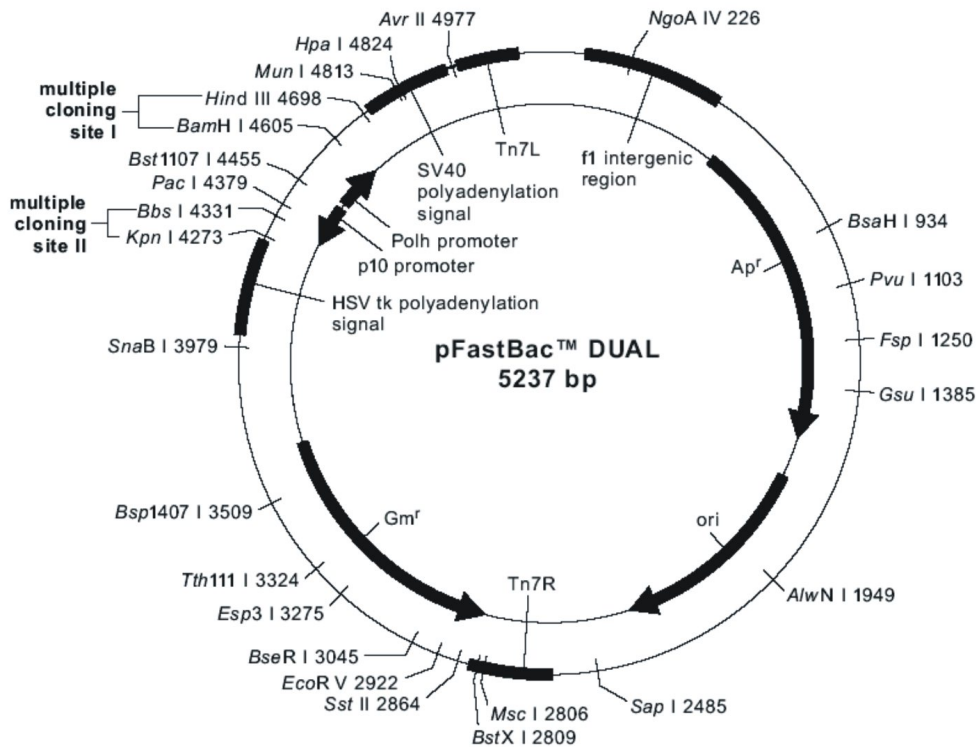 Avr II 4977
Hpa I 4824
Mun I 4813
multiple
cloning
site I
Hind III 4698
BamH I 4605
Bst1107 I 4455
Pac I 4379
multiple
cloning
site II
Bbs I 4331
Kpn I 4273
SnaB I 3979
NgoA IV 226
Tn7L
SV40
polyadenylation
signal
f1 intergenic
region
Polh promoter
p10 promoter
HSV tk polyadenylation
signal
Apr
BsaH I 934
Pvu I 1103
Fsp I 1250
Gsu I 1385
pFastBac™ DUAL
5237 bp
Bsp1407 I 3509
Gmr
ori
Tth111 I 3324
Esp3 I 3275
Tn7R
AlwN I 1949
BseR I 3045
EcoR V 2922
Sst II 2864
Msc I 2806
BstX I 2809
Sap I 2485